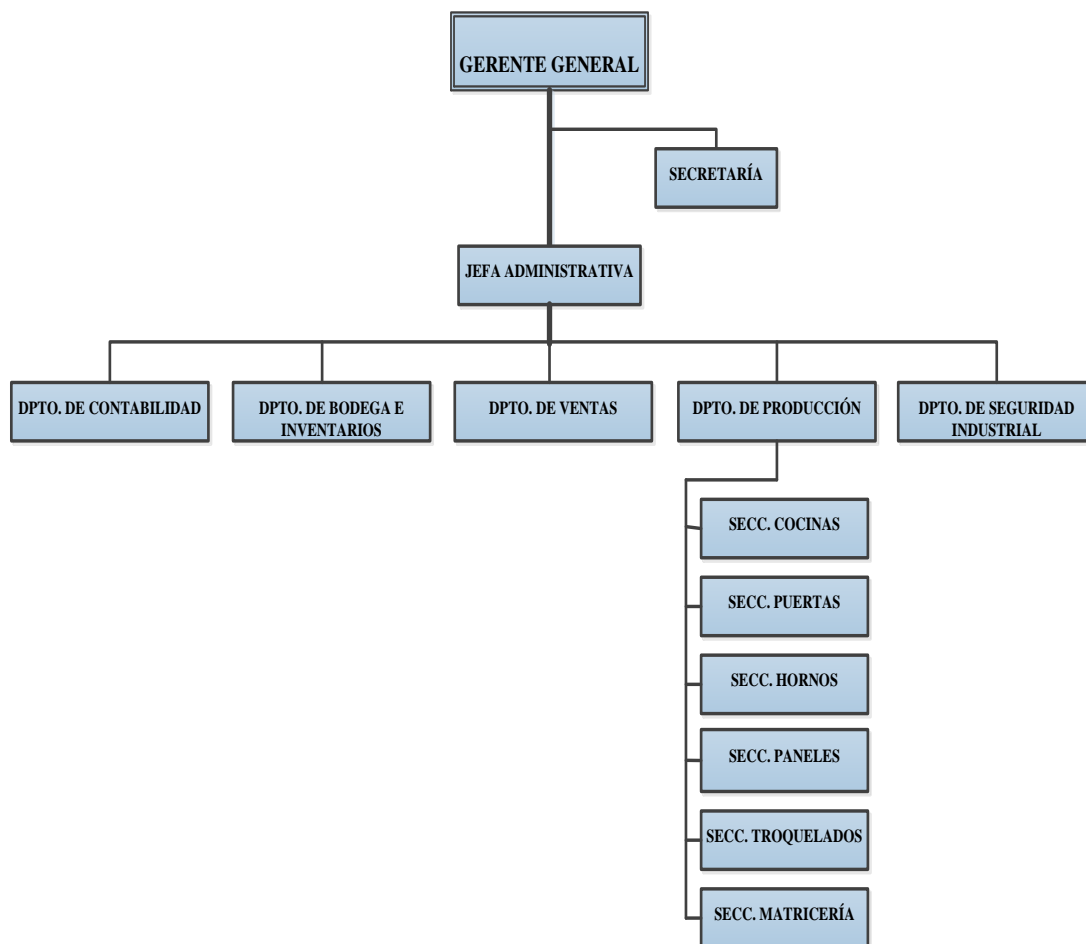 GERENTE GENERAL
SECRETARÍA
JEFA ADMINISTRATIVA
DPTO. DE CONTABILIDAD
DPTO. DE BODEGA E
INVENTARIOS
DPTO. DE VENTAS
DPTO. DE PRODUCCIÓN
DPTO. DE SEGURIDAD
INDUSTRIAL
SECC. COCINAS
SECC. PUERTAS
SECC. HORNOS
SECC. PANELES
SECC. TROQUELADOS
SECC. MATRICERÍA